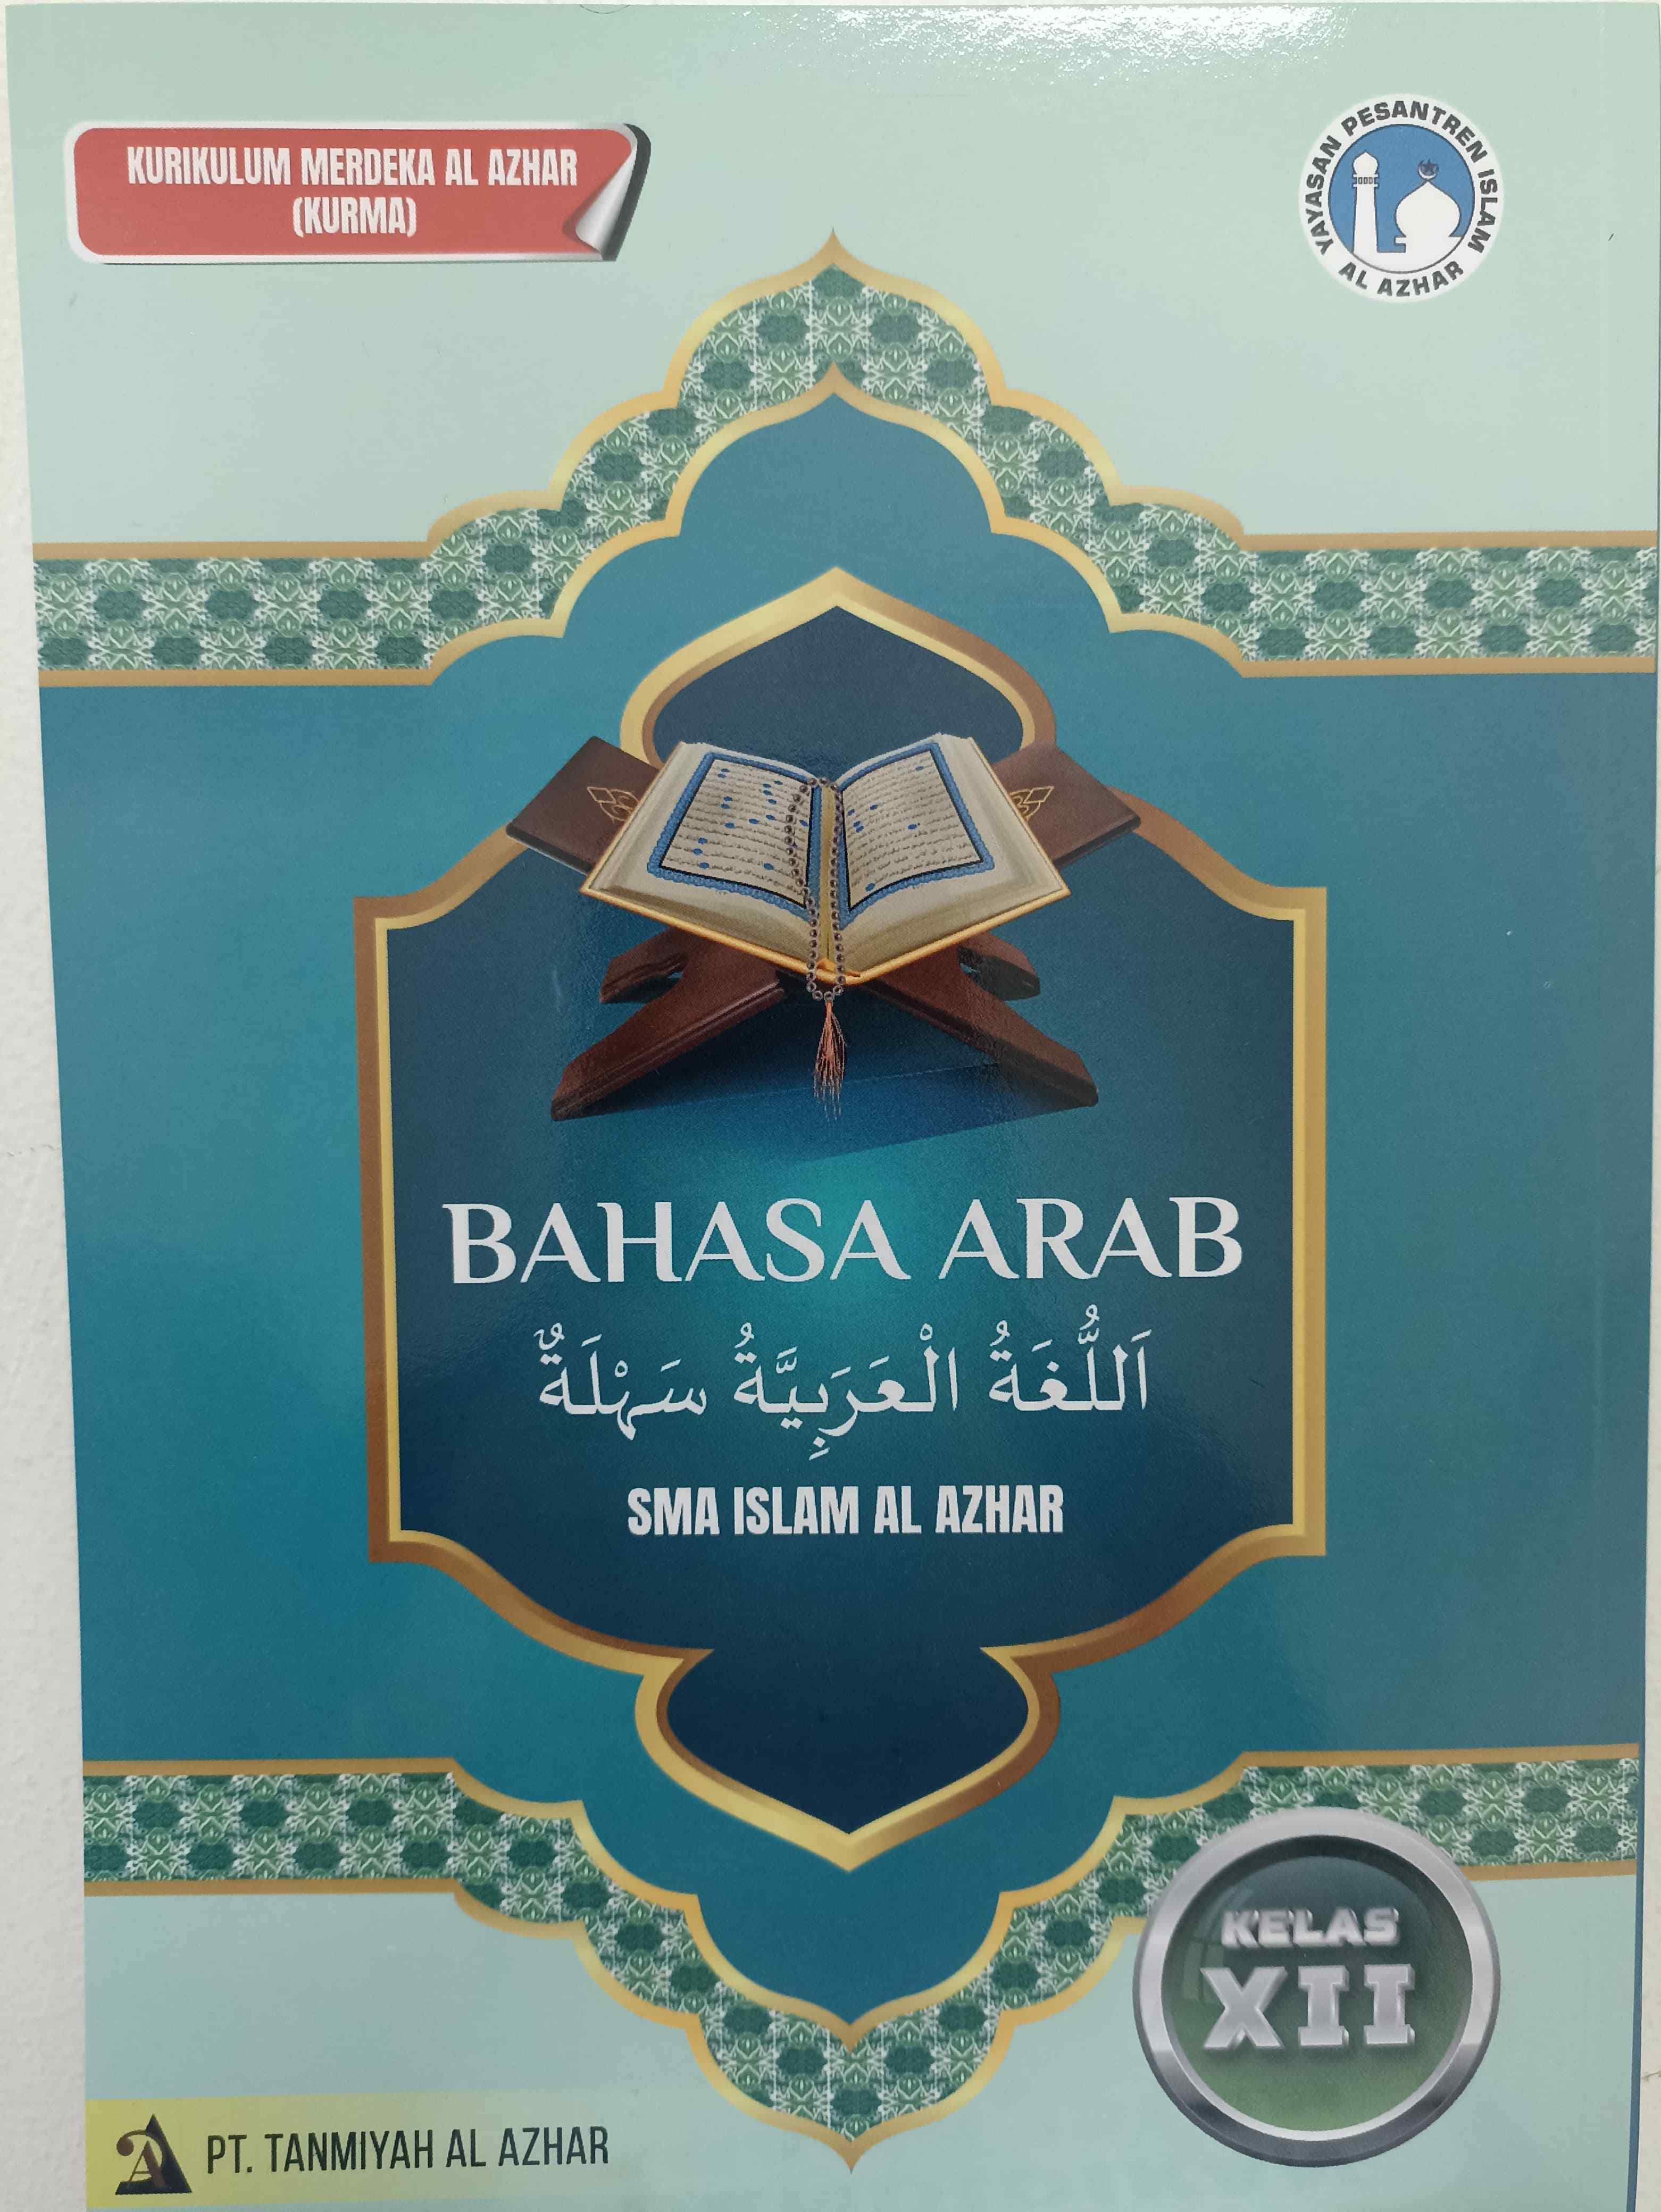 KURIKULUM MERDEKA AL AZHAR
(KURMA)
YAYASAN PESANTREN ISLAM
AL AZHAR
BAHASA ARAB
اَللُّغَةُ الْعَرَبِيَّةُ سَهْلَةٌ
SMA ISLAM AL AZHAR
KELAS
XII
PT. TANMIYAH AL AZHAR